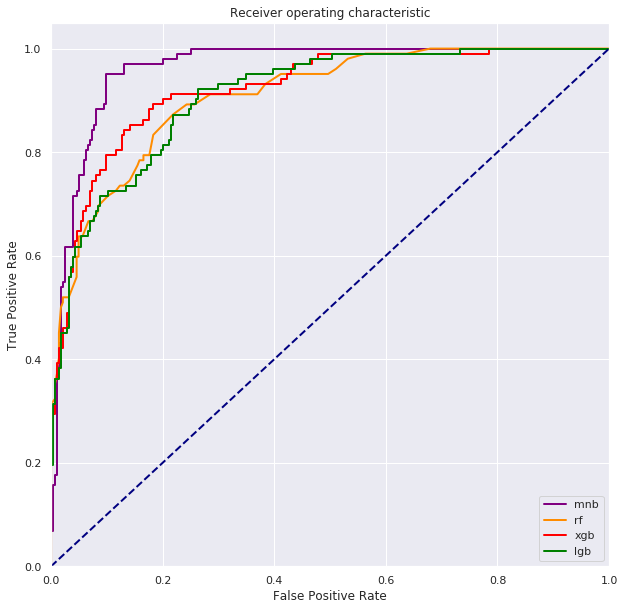 Receiver operating characteristic
True Positive Rate
1.0
0.8
0.6
0.4
0.2
0.0
0.0 0.2 0.4 0.6 0.8 1.0
False Positive Rate
mnb
rf
xgb
lgb